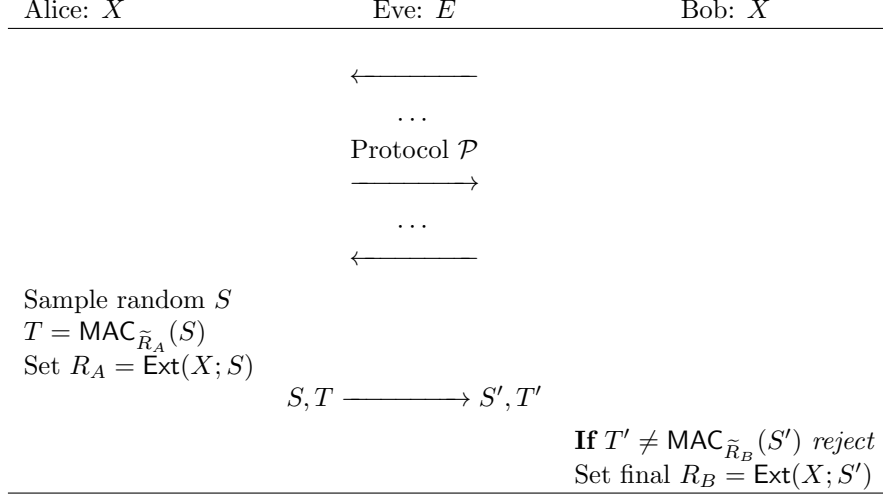 Alice: X Eve: E Bob: X
. . .
Protocol 𝒫
. . .
Sample random S
T = MAC_{R̃_A}(S)
Set R_A = Ext(X; S)
S, T ⟶ S′, T′
If T′ ≠ MAC_{R̃_B}(S′) reject
Set final R_B = Ext(X; S′)